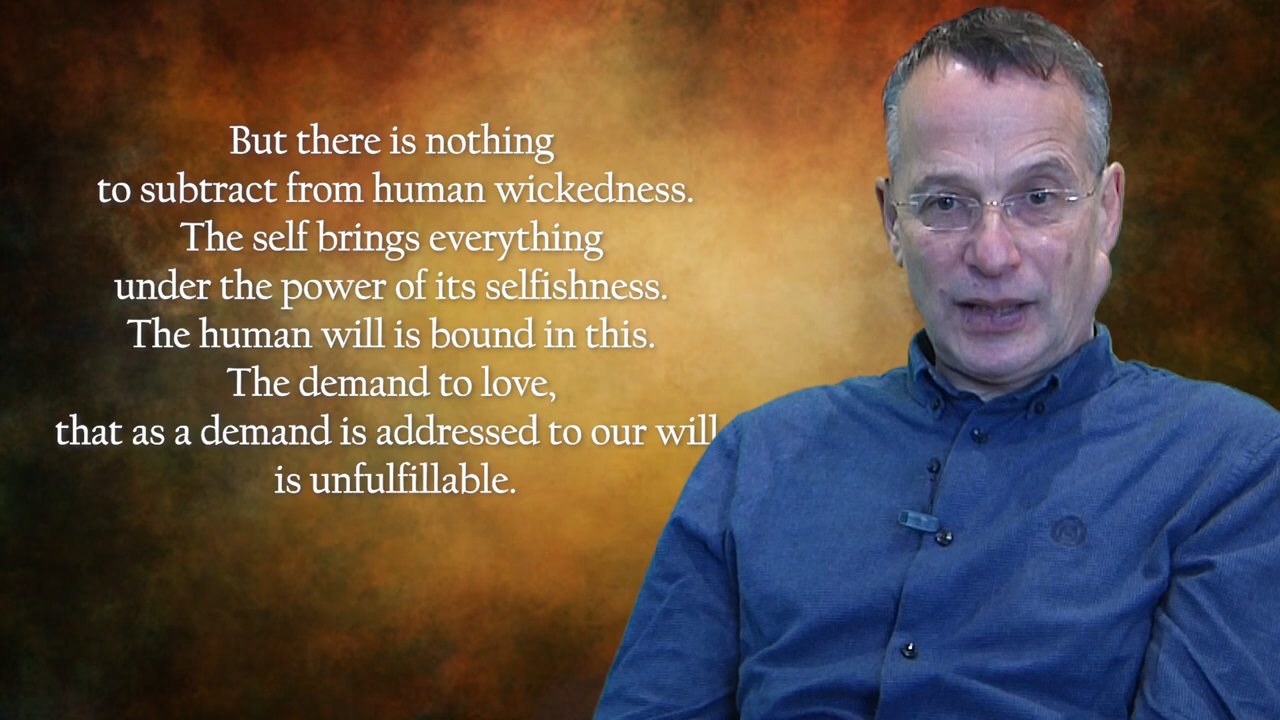 But there is nothing
to subtract from human wickedness.
The self brings everything
under the power of its selfishness.
The human will is bound in this.
The demand to love,
that as a demand is addressed to our will
is unfulfillable.